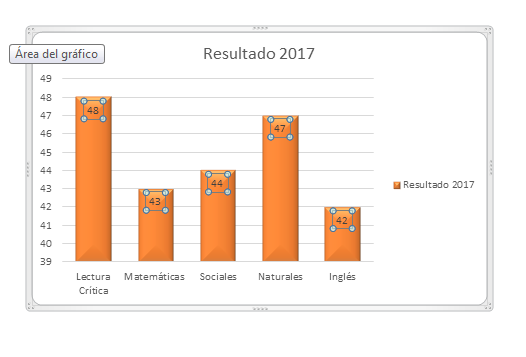 Área del gráfico
Resultado 2017
49
48
47
46
45
44
43
42
41
40
39
48
43
44
47
42
Lectura
Crítica
Matemáticas
Sociales
Naturales
Inglés
Resultado 2017